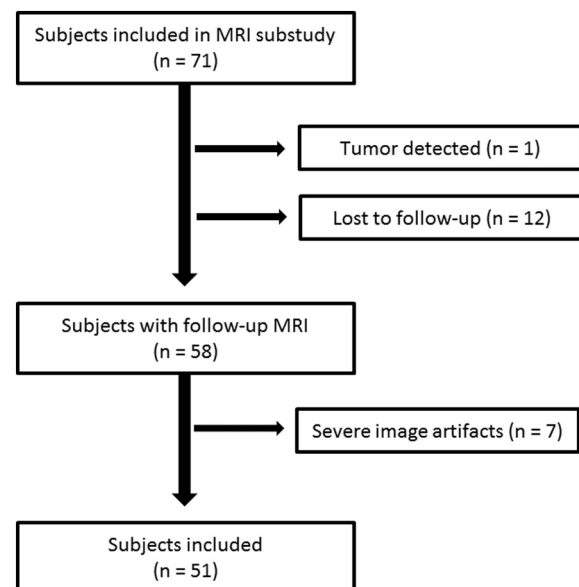 Subjects included in MRI substudy
(n = 71)
Tumor detected (n = 1)
Lost to follow-up (n = 12)
Subjects with follow-up MRI
(n = 58)
Severe image artifacts (n = 7)
Subjects included
(n = 51)